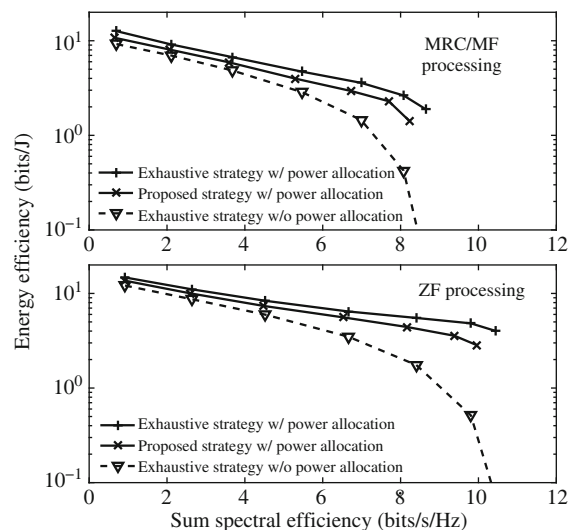 10^1
10^0
10^-1
MRC/MF
processing
Exhaustive strategy w/ power allocation
Proposed strategy w/ power allocation
Exhaustive strategy w/o power allocation
0 2 4 6 8 10 12
Energy efficiency (bits/J)
10^1
10^0
10^-1
ZF processing
Exhaustive strategy w/ power allocation
Proposed strategy w/ power allocation
Exhaustive strategy w/o power allocation
0 2 4 6 8 10 12
Sum spectral efficiency (bits/s/Hz)